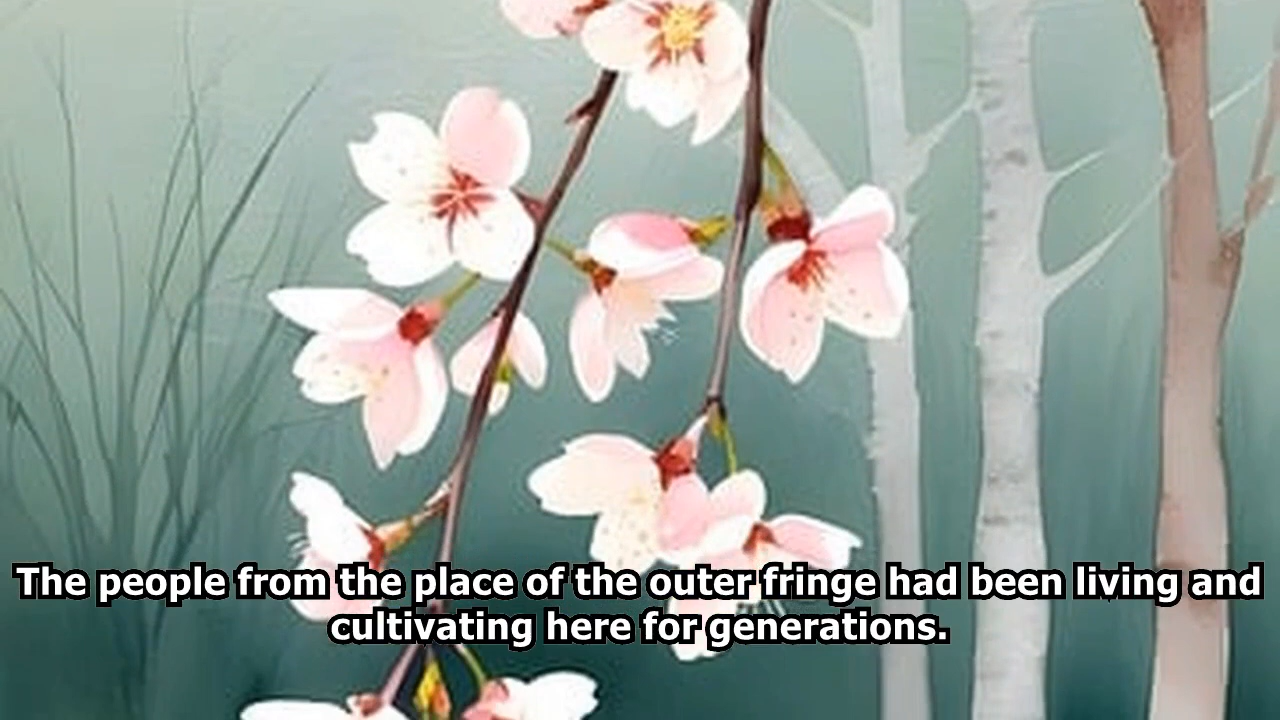 The people from the place of the outer fringe had been living and
cultivating here for generations.